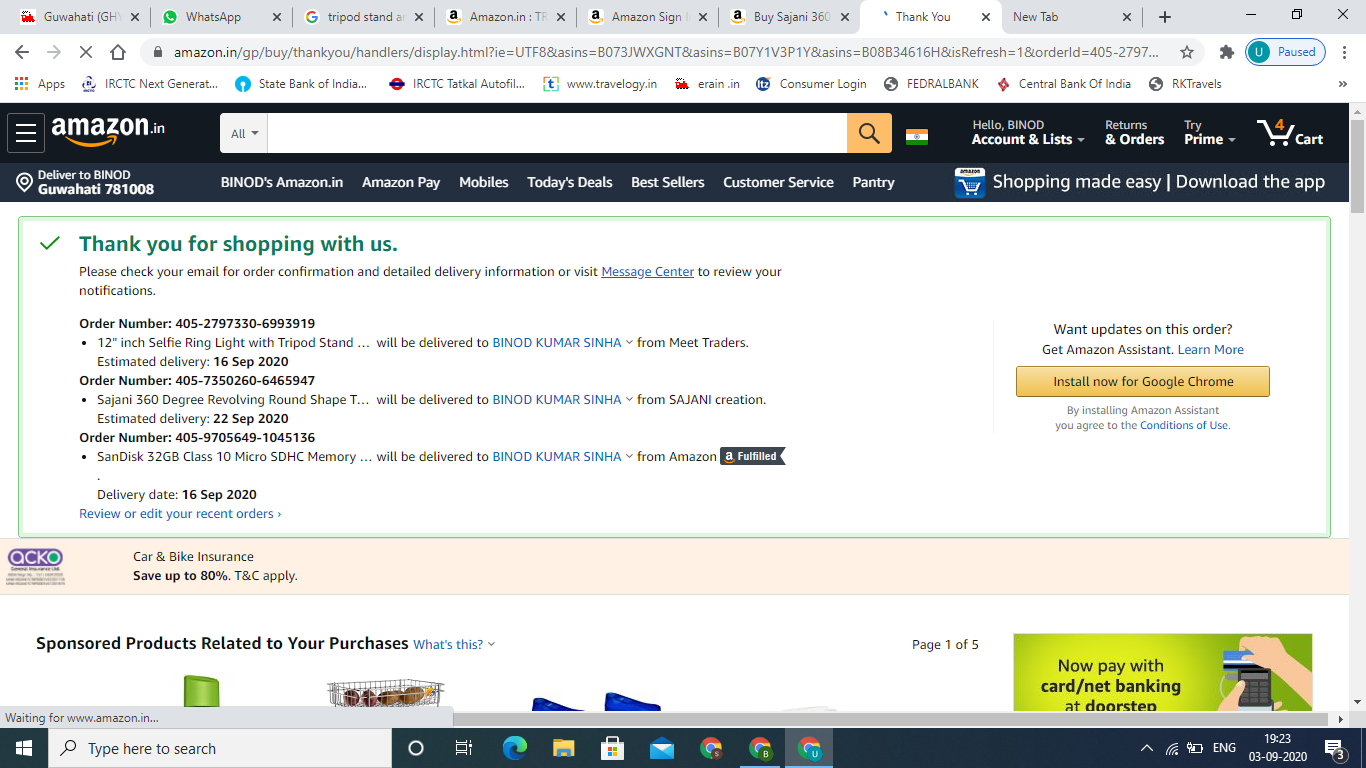 Guwahati (GHY
WhatsApp
tripod stand ar
Amazon.in : TR
Amazon Sign I
Buy Sajani 360
Thank You
New Tab
amazon.in/gp/buy/thankyou/handlers/display.html?ie=UTF8&asins=B073JWXGNT&asins=B07Y1V3P1Y&asins=B08B34616H&isRefresh=1&orderId=405-2797...
U Paused
Apps
IRCTC Next Generat...
State Bank of India...
IRCTC Tatkal Autofil...
www.travelogy.in
erain .in
Consumer Login
FEDRALBANK
Central Bank Of India
RKTravels
»
amazon.in
All
Hello, BINOD
Account & Lists
Returns
& Orders
Try
Prime
4
Cart
Deliver to BINOD
Guwahati 781008
BINOD's Amazon.in
Amazon Pay
Mobiles
Today's Deals
Best Sellers
Customer Service
Pantry
amazon
Shopping made easy | Download the app
Thank you for shopping with us.
Please check your email for order confirmation and detailed delivery information or visit Message Center to review your
notifications.
Order Number: 405-2797330-6993919
• 12" inch Selfie Ring Light with Tripod Stand ... will be delivered to BINOD KUMAR SINHA from Meet Traders.
Estimated delivery: 16 Sep 2020
Order Number: 405-7350260-6465947
• Sajani 360 Degree Revolving Round Shape T... will be delivered to BINOD KUMAR SINHA from SAJANI creation.
Estimated delivery: 22 Sep 2020
Order Number: 405-9705649-1045136
• SanDisk 32GB Class 10 Micro SDHC Memory ... will be delivered to BINOD KUMAR SINHA from Amazon a Fulfilled
.
Delivery date: 16 Sep 2020
Review or edit your recent orders ›
Want updates on this order?
Get Amazon Assistant. Learn More
Install now for Google Chrome
By installing Amazon Assistant
you agree to the Conditions of Use.
acko
General Insurance Ltd.
Car & Bike Insurance
Save up to 80%. T&C apply.
Sponsored Products Related to Your Purchases What's this?
Page 1 of 5
Now pay with
card/net banking
at doorstep
Waiting for www.amazon.in...
Type here to search
S
B
U
ENG
19:23
03-09-2020
3